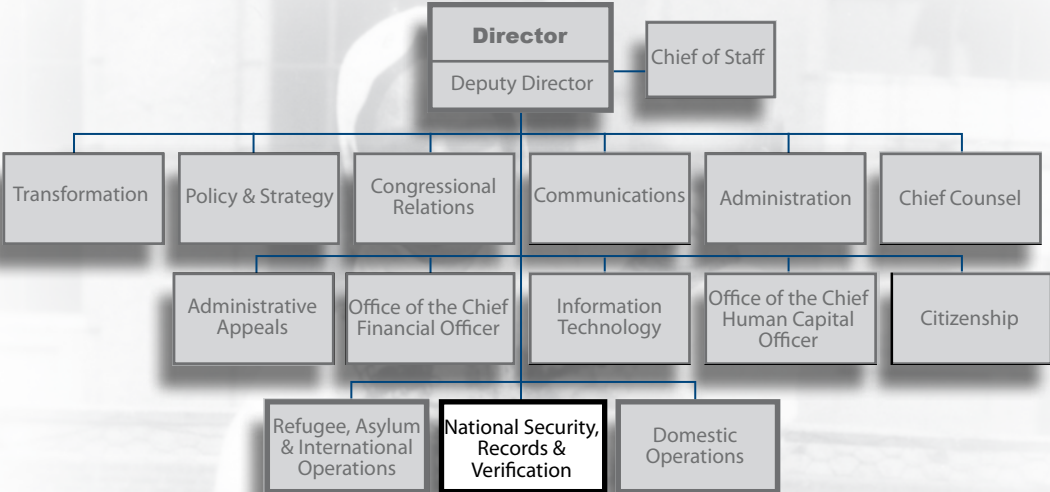 Director
Deputy Director
Chief of Staff
Transformation
Policy & Strategy
Congressional
Relations
Communications
Administration
Chief Counsel
Administrative
Appeals
Office of the Chief
Financial Officer
Information
Technology
Office of the Chief
Human Capital
Officer
Citizenship
Refugee, Asylum
& International
Operations
National Security,
Records &
Verification
Domestic
Operations